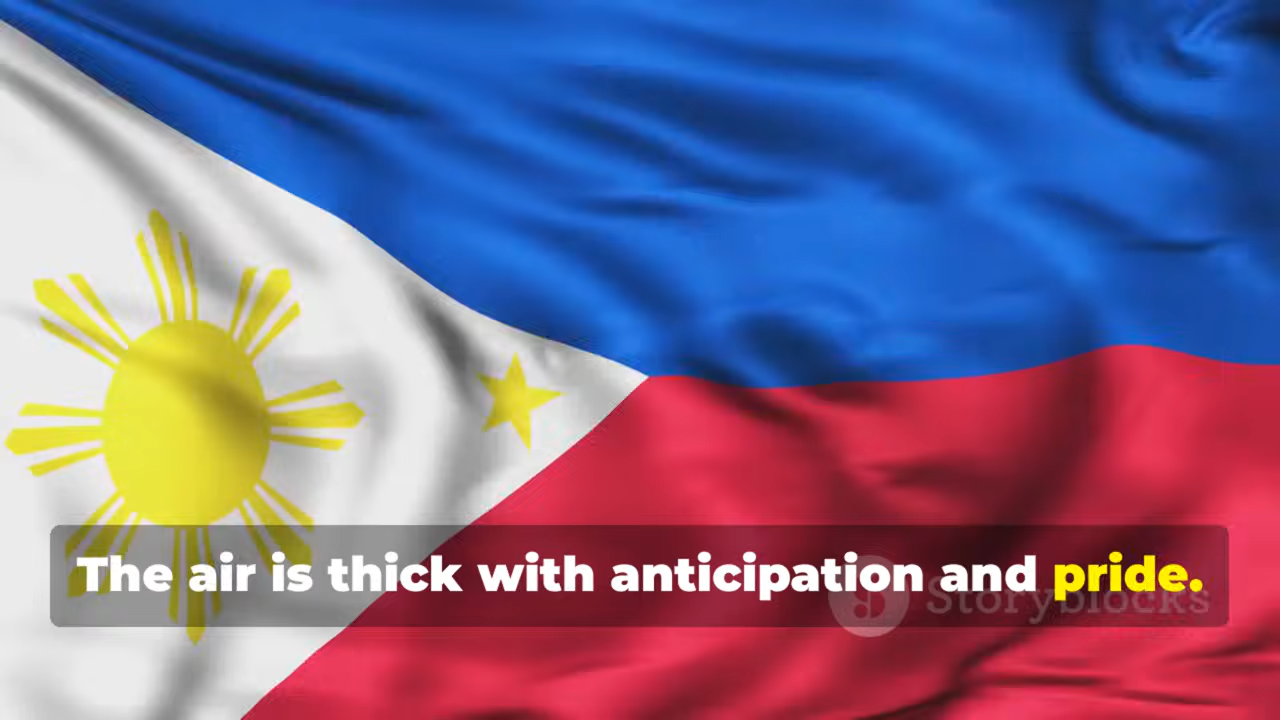 The air is thick with anticipation and pride.
Storyblocks